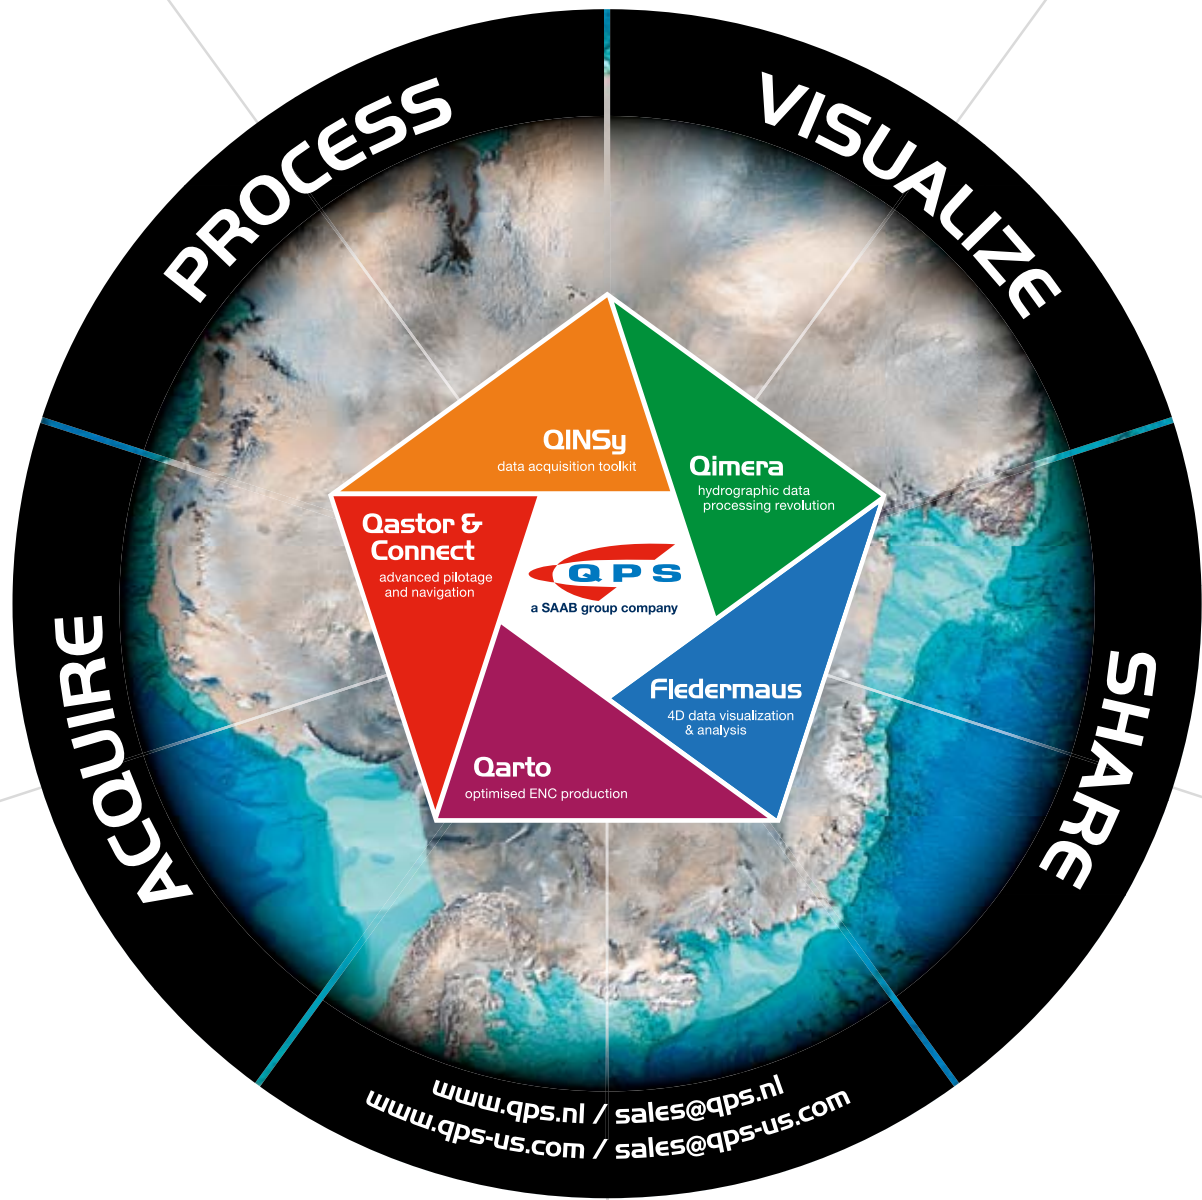 PROCESS
VISUALIZE
ACQUIRE
SHARE
QINSy
data acquisition toolkit
Qimera
hydrographic data
processing revolution
Qastor &
Connect
advanced pilotage
and navigation
QPS
a SAAB group company
Fledermaus
4D data visualization
& analysis
Qarto
optimised ENC production
www.qps.nl / sales@qps.nl
www.qps-us.com / sales@qps-us.com